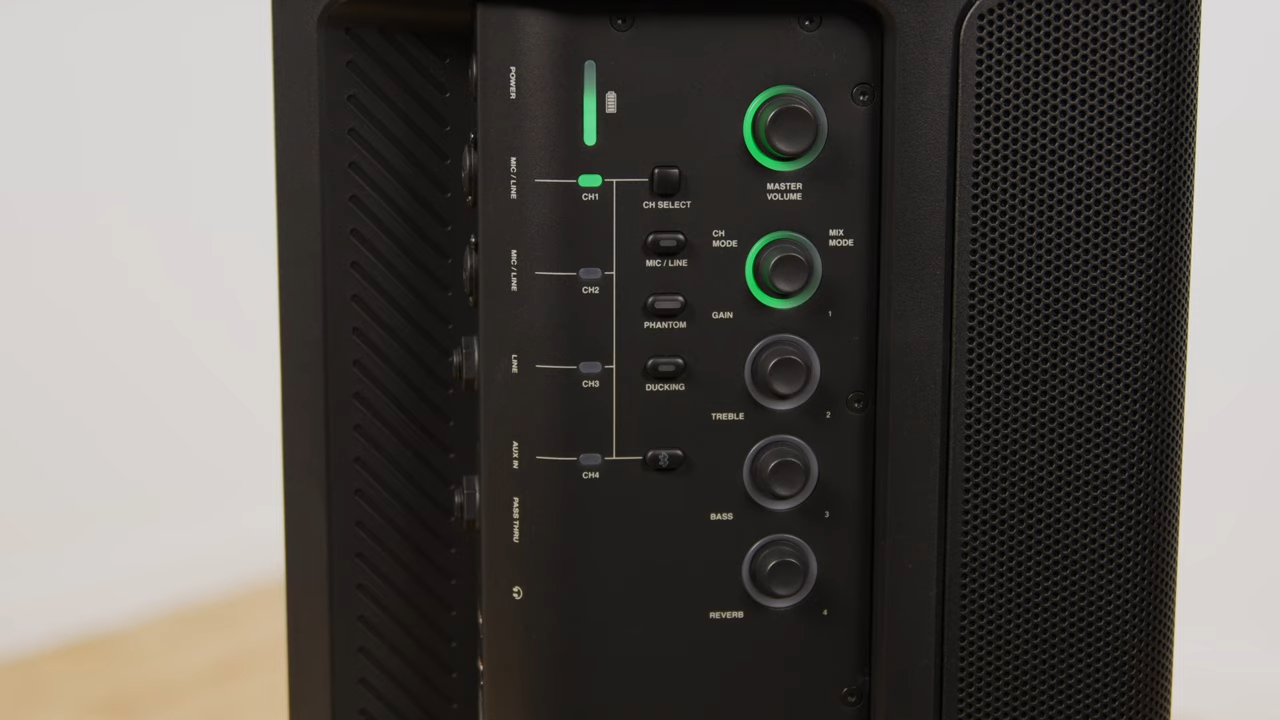 POWER
MIC / LINE
MIC / LINE
LINE
AUX IN
PASS THRU
CH1
CH2
CH3
CH4
CH SELECT
MIC / LINE
PHANTOM
DUCKING
MASTER
VOLUME
CH
MODE
MIX
MODE
GAIN
1
TREBLE
2
BASS
3
REVERB
4